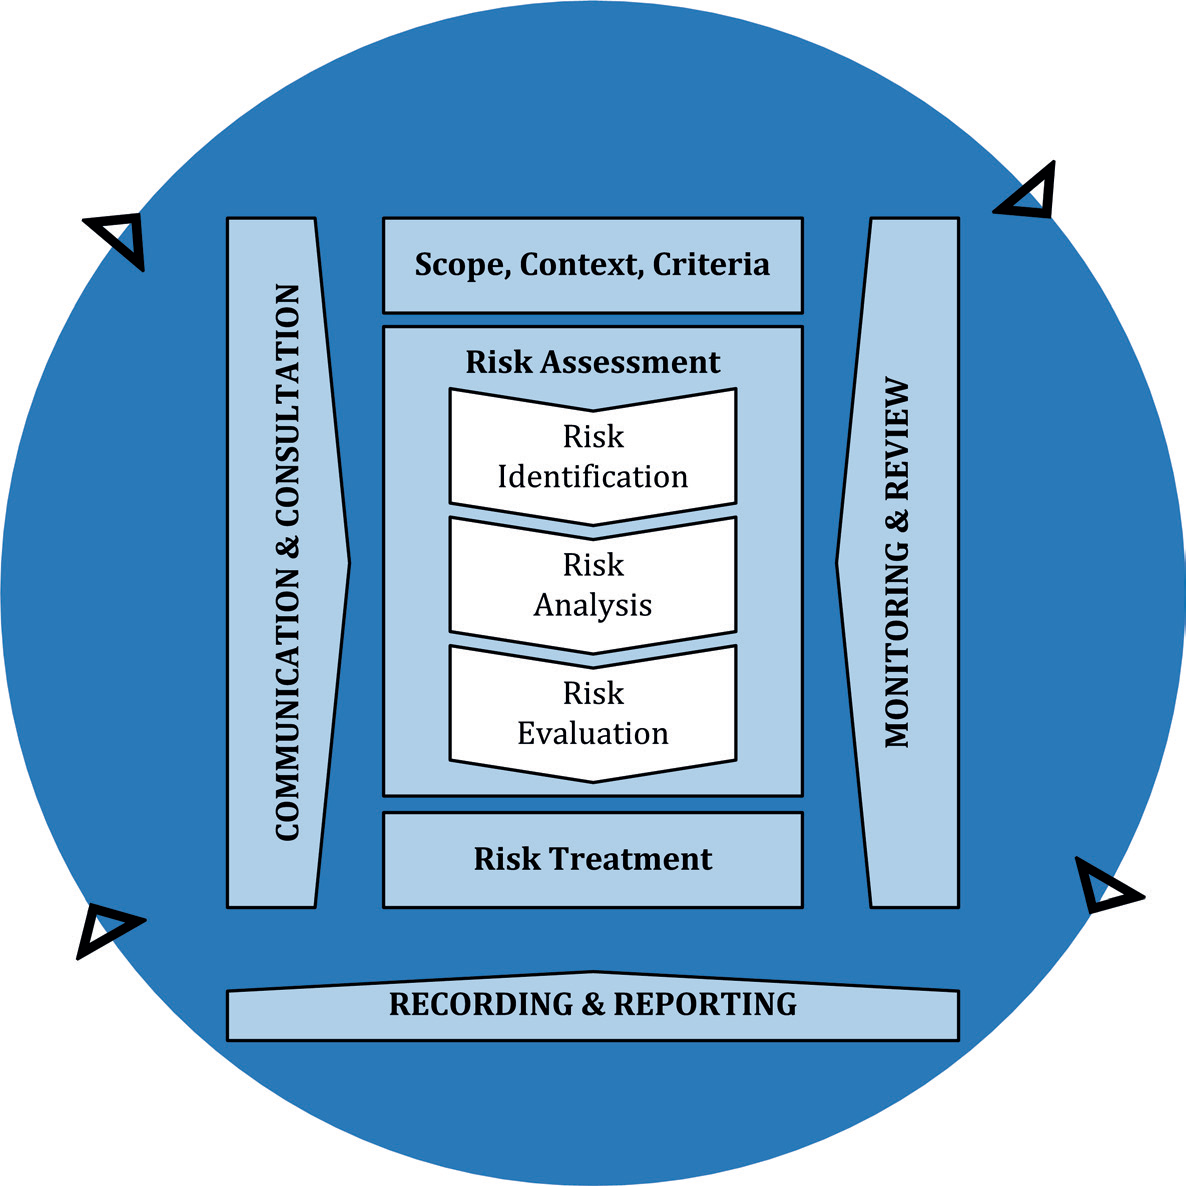 Scope, Context, Criteria
COMMUNICATION & CONSULTATION
Risk Assessment
Risk
Identification
Risk
Analysis
Risk
Evaluation
MONITORING & REVIEW
Risk Treatment
RECORDING & REPORTING